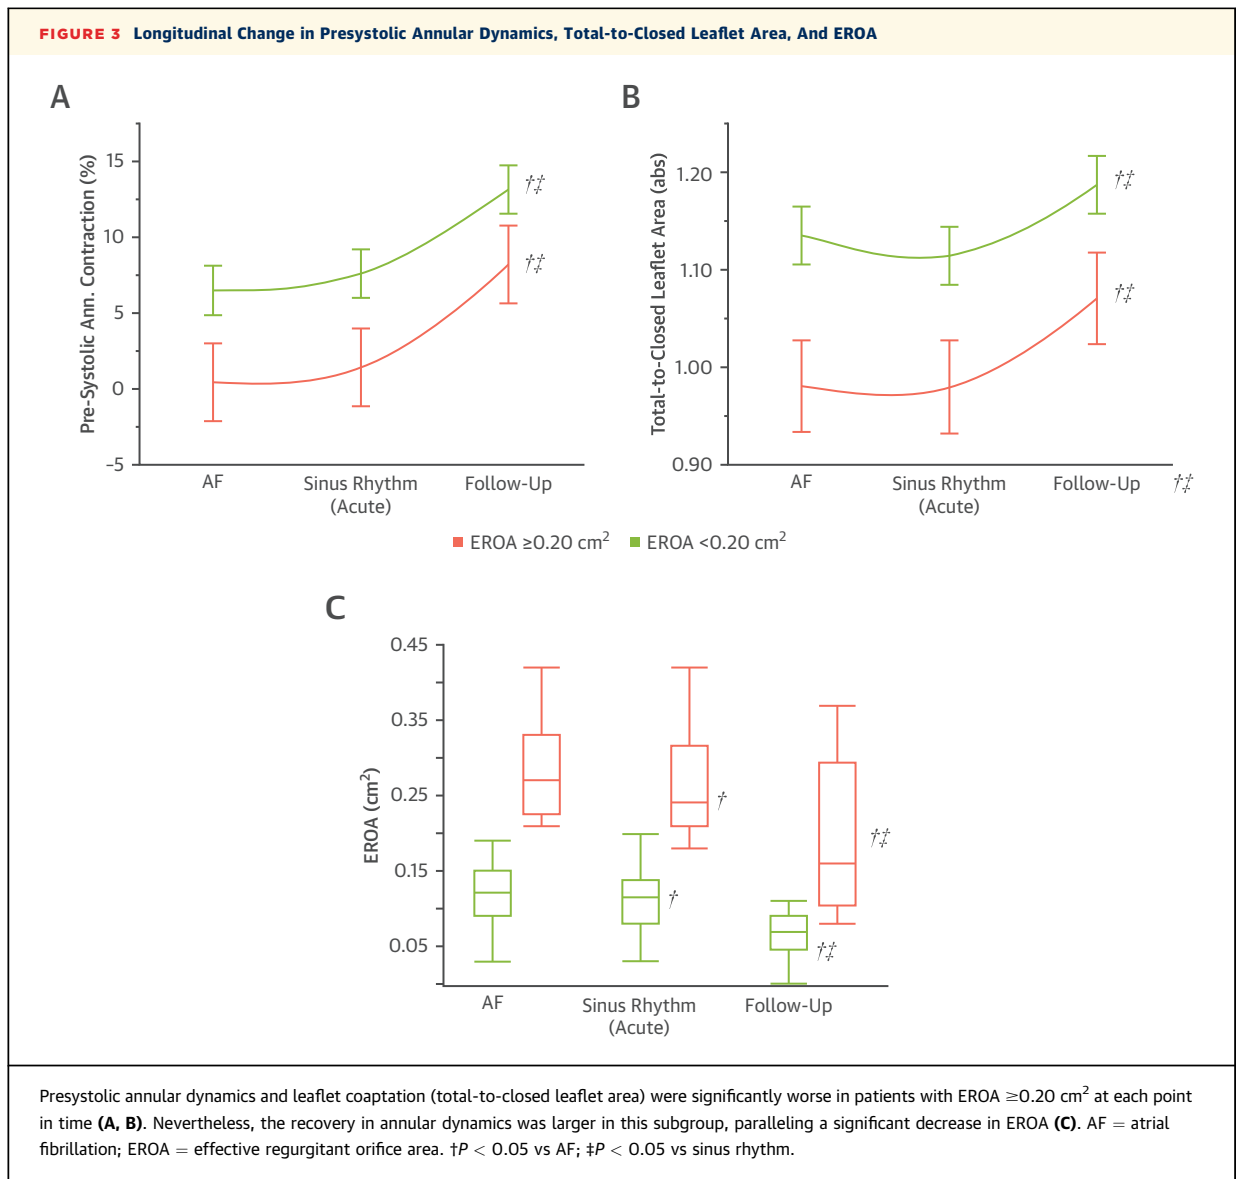 FIGURE 3 Longitudinal Change in Presystolic Annular Dynamics, Total-to-Closed Leaflet Area, And EROA
A
Pre-Systolic Ann. Contraction (%)
15
10
5
0
–5
†‡
†‡
AF
Sinus Rhythm
(Acute)
Follow-Up
B
Total-to-Closed Leaflet Area (abs)
1.20
1.10
1.00
0.90
†‡
†‡
AF
Sinus Rhythm
(Acute)
Follow-Up
†‡
EROA ≥0.20 cm²
EROA <0.20 cm²
C
EROA (cm²)
0.45
0.35
0.25
0.15
0.05
†
†
†‡
†‡
AF
Sinus Rhythm
(Acute)
Follow-Up
Presystolic annular dynamics and leaflet coaptation (total-to-closed leaflet area) were significantly worse in patients with EROA ≥0.20 cm² at each point
in time (A, B). Nevertheless, the recovery in annular dynamics was larger in this subgroup, paralleling a significant decrease in EROA (C). AF = atrial
fibrillation; EROA = effective regurgitant orifice area. †P < 0.05 vs AF; ‡P < 0.05 vs sinus rhythm.